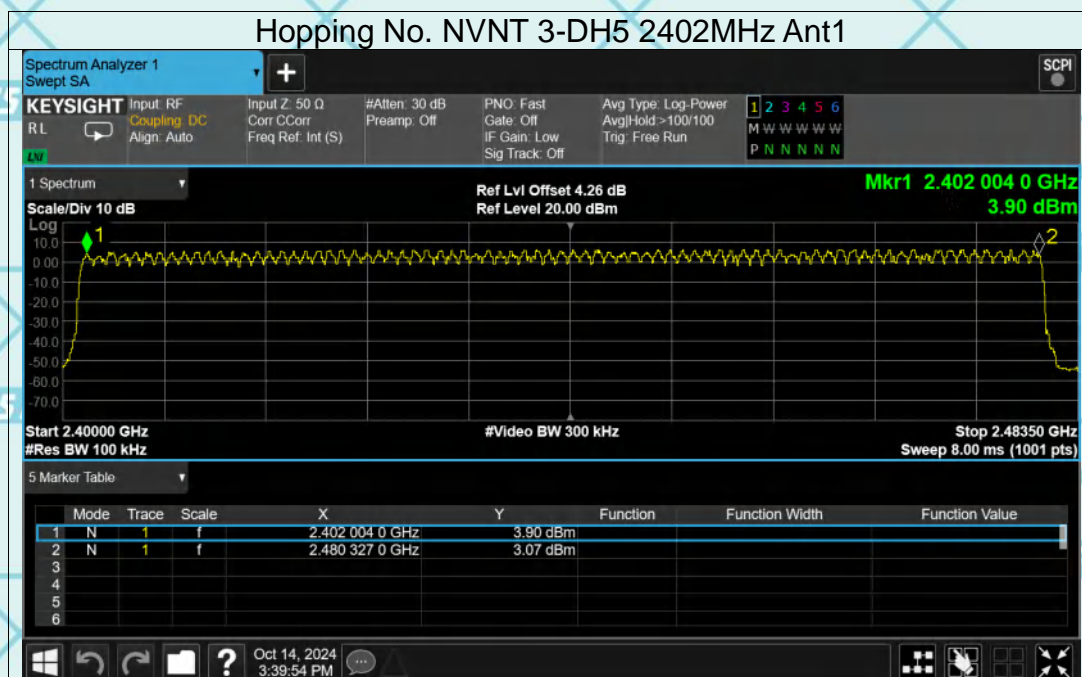 Hopping No. NVNT 3-DH5 2402MHz Ant1
Spectrum Analyzer 1
Swept SA
+
SCPI
KEYSIGHT
RL
LXI
Input: RF
Coupling: DC
Align: Auto
Input Z: 50 Ω
Corr CCorr
Freq Ref: Int (S)
#Atten: 30 dB
Preamp: Off
PNO: Fast
Gate: Off
IF Gain: Low
Sig Track: Off
Avg Type: Log-Power
Avg|Hold:>100/100
Trig: Free Run
1 2 3 4 5 6
M W W W W W
P N N N N N
1 Spectrum
Scale/Div 10 dB
Ref Lvl Offset 4.26 dB
Ref Level 20.00 dBm
Mkr1 2.402 004 0 GHz
3.90 dBm
Log
10.0
0.00
-10.0
-20.0
-30.0
-40.0
-50.0
-60.0
-70.0
1
2
Start 2.40000 GHz
#Res BW 100 kHz
#Video BW 300 kHz
Stop 2.48350 GHz
Sweep 8.00 ms (1001 pts)
5 Marker Table
Mode Trace Scale X Y Function Function Width Function Value
1 N 1 f 2.402 004 0 GHz 3.90 dBm
2 N 1 f 2.480 327 0 GHz 3.07 dBm
3
4
5
6
?
Oct 14, 2024
3:39:54 PM